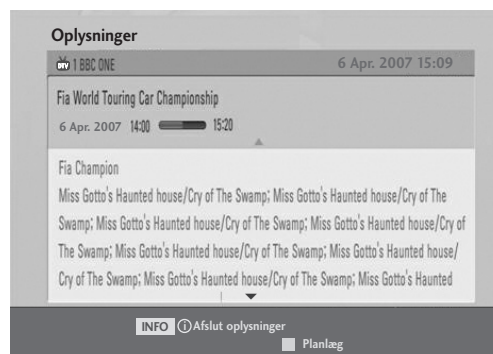 Oplysninger
DTV 1 BBC ONE 6 Apr. 2007 15:09
Fia World Touring Car Championship
6 Apr. 2007 14:00 15:20
Fia Champion
Miss Gotto's Haunted house/Cry of The Swamp; Miss Gotto's Haunted house/Cry of The
Swamp; Miss Gotto's Haunted house/Cry of The Swamp; Miss Gotto's Haunted house/Cry of
The Swamp; Miss Gotto's Haunted house/Cry of The Swamp; Miss Gotto's Haunted house/
Cry of The Swamp; Miss Gotto's Haunted house/Cry of The Swamp; Miss Gotto's Haunted
INFO i Afslut oplysninger
Planlæg